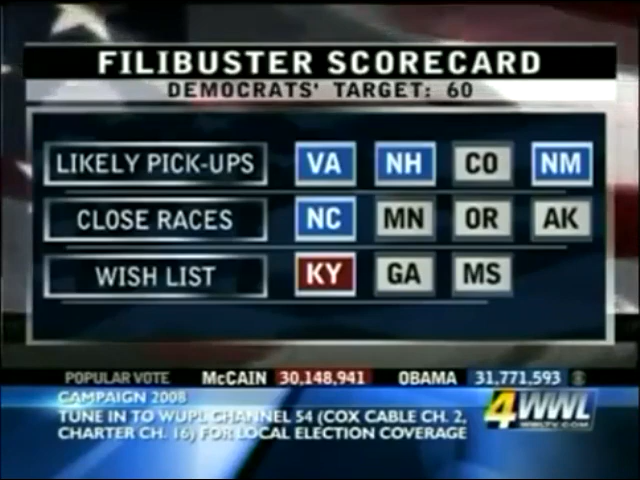 FILIBUSTER SCORECARD
DEMOCRATS' TARGET: 60
LIKELY PICK-UPS VA NH CO NM
CLOSE RACES NC MN OR AK
WISH LIST KY GA MS
POPULAR VOTE McCAIN 30,148,941 OBAMA 31,771,593
CAMPAIGN 2008
TUNE IN TO WUPL CHANNEL 54 (COX CABLE CH. 2,
CHARTER CH. 16) FOR LOCAL ELECTION COVERAGE
4WWL
WWLTV.COM